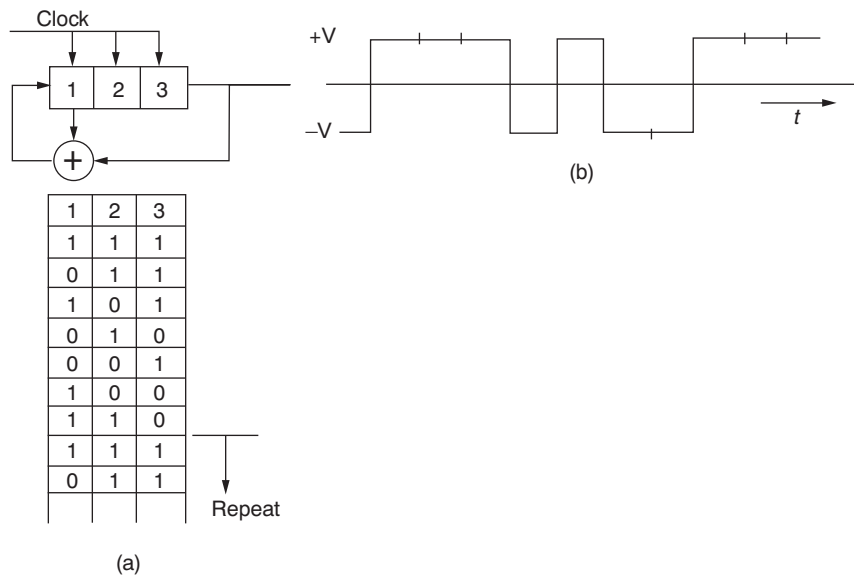 Clock
1 2 3
+
1 2 3
1 1 1
0 1 1
1 0 1
0 1 0
0 0 1
1 0 0
1 1 0
1 1 1
0 1 1
Repeat
(a)
+V
–V
t
(b)